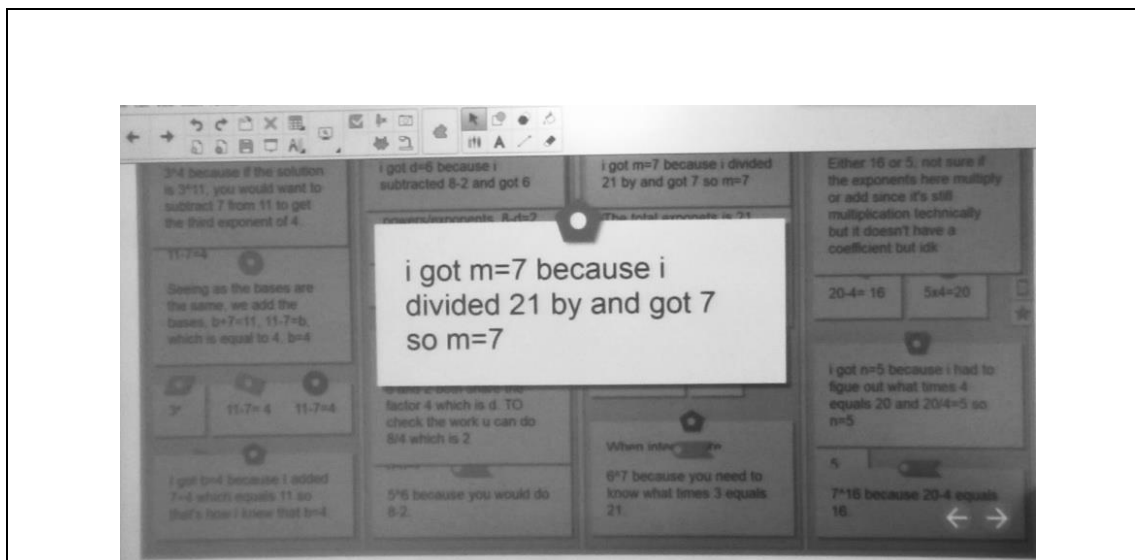 3^4 because if the solution
is 3^11, you would want to
subtract 7 from 11 to get
the third exponent of 4.
11-7=4
Seeing as the bases are
the same, we add the
bases, b+7=11, 11-7=b,
which is equal to 4, b=4
3^
11-7= 4
11-7=4
I got b=4 because I added
7=4 which equals 11 so
that's how i knew that b=4
i got d=6 because i
subtracted 8-2 and got 6
powers/exponents. 8-d=2
factor 4 which is d. TO
check the work u can do
8/4 which is 2
5^6 because you would do
8-2.
i got m=7 because i divided
21 by and got 7 so m=7
The total exponets is 21
i got m=7 because i
divided 21 by and got 7
so m=7
When
6^7 because you need to
know what times 3 equals
21.
Either 16 or 5, not sure if
the exponents here multiply
or add since it's still
multiplication technically
but it doesn't have a
coefficient but idk
20-4= 16
5x4=20
i got n=5 because i had to
figue out what times 4
equals 20 and 20/4=5 so
n=5
5
7^16 because 20-4 equals
16.